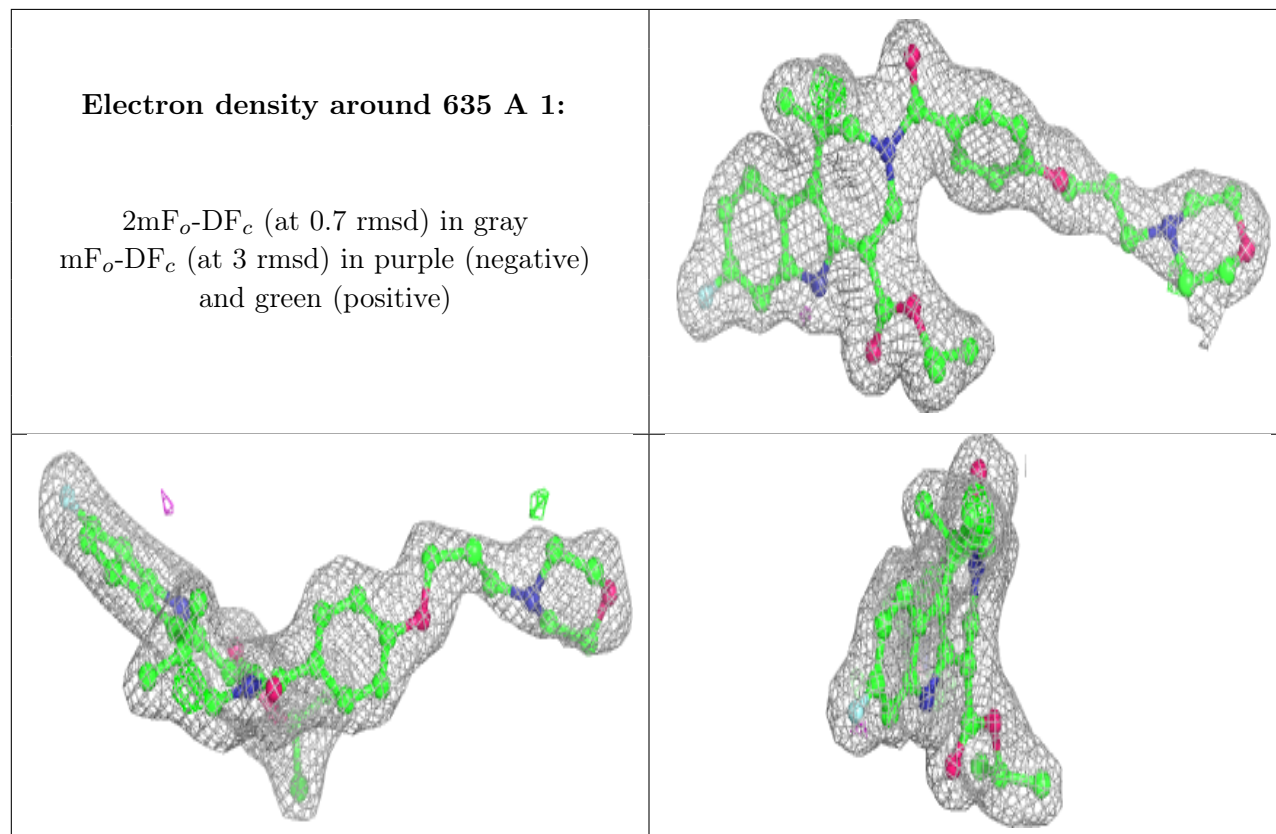 Electron density around 635 A 1:
2mFₒ-DF𝒸 (at 0.7 rmsd) in gray
mFₒ-DF𝒸 (at 3 rmsd) in purple (negative)
and green (positive)